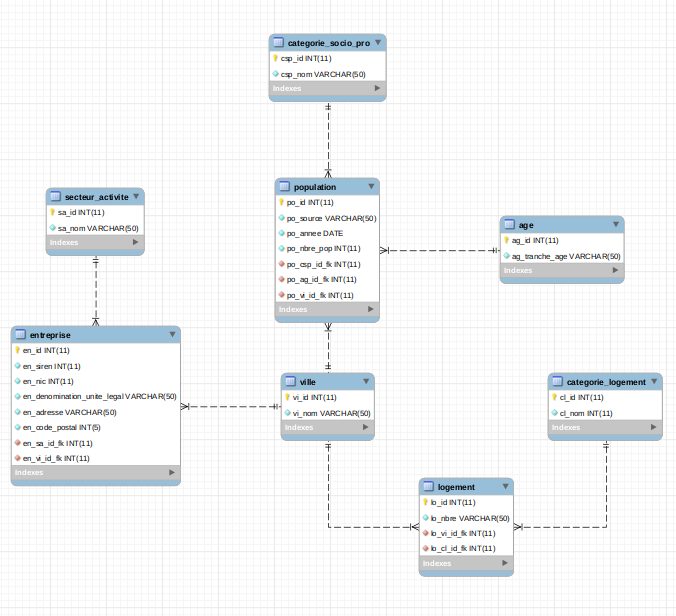 categorie_socio_pro
csp_id INT(11)
csp_nom VARCHAR(50)
Indexes
population
po_id INT(11)
po_source VARCHAR(50)
po_annee DATE
po_nbre_pop INT(11)
po_csp_id_fk INT(11)
po_ag_id_fk INT(11)
po_vi_id_fk INT(11)
Indexes
secteur_activite
sa_id INT(11)
sa_nom VARCHAR(50)
Indexes
age
ag_id INT(11)
ag_tranche_age VARCHAR(50)
Indexes
entreprise
en_id INT(11)
en_siren INT(11)
en_nic INT(11)
en_denomination_unite_legal VARCHAR(50)
en_adresse VARCHAR(50)
en_code_postal INT(5)
en_sa_id_fk INT(11)
en_vi_id_fk INT(11)
Indexes
ville
vi_id INT(11)
vi_nom VARCHAR(50)
Indexes
categorie_logement
cl_id INT(11)
cl_nom INT(11)
Indexes
logement
lo_id INT(11)
lo_nbre VARCHAR(50)
lo_vi_id_fk INT(11)
lo_cl_id_fk INT(11)
Indexes